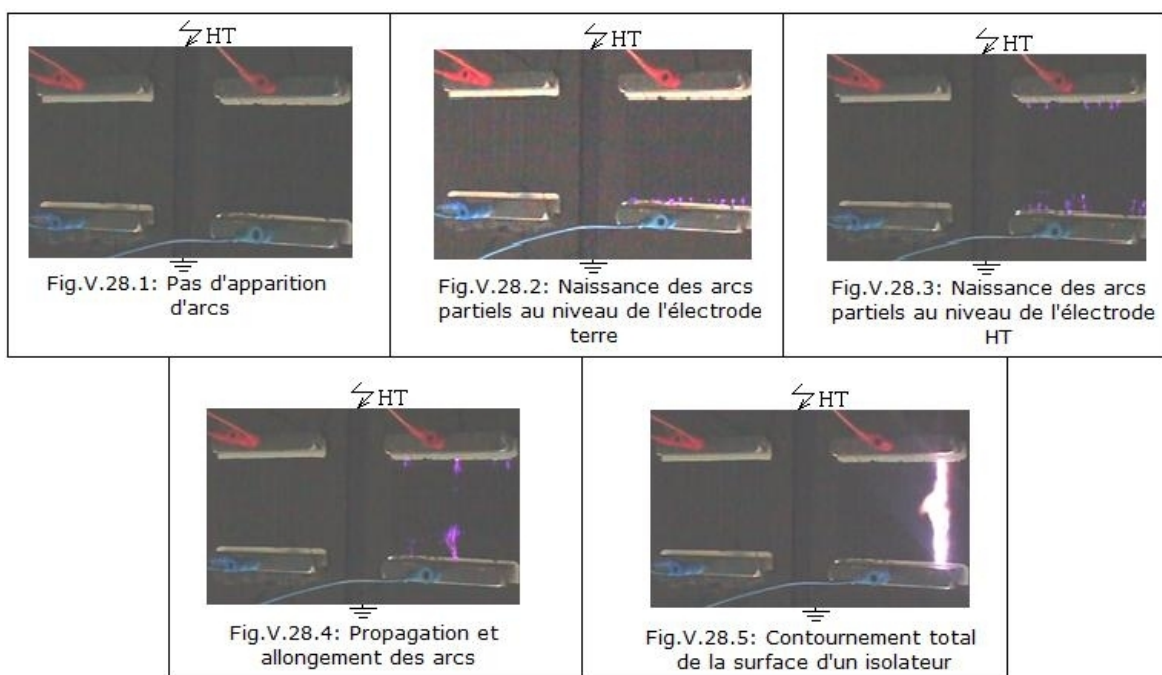 HT
Fig.V.28.1: Pas d'apparition
d'arcs
HT
Fig.V.28.2: Naissance des arcs
partiels au niveau de l'électrode
terre
HT
Fig.V.28.3: Naissance des arcs
partiels au niveau de l'électrode
HT
HT
Fig.V.28.4: Propagation et
allongement des arcs
HT
Fig.V.28.5: Contournement total
de la surface d'un isolateur